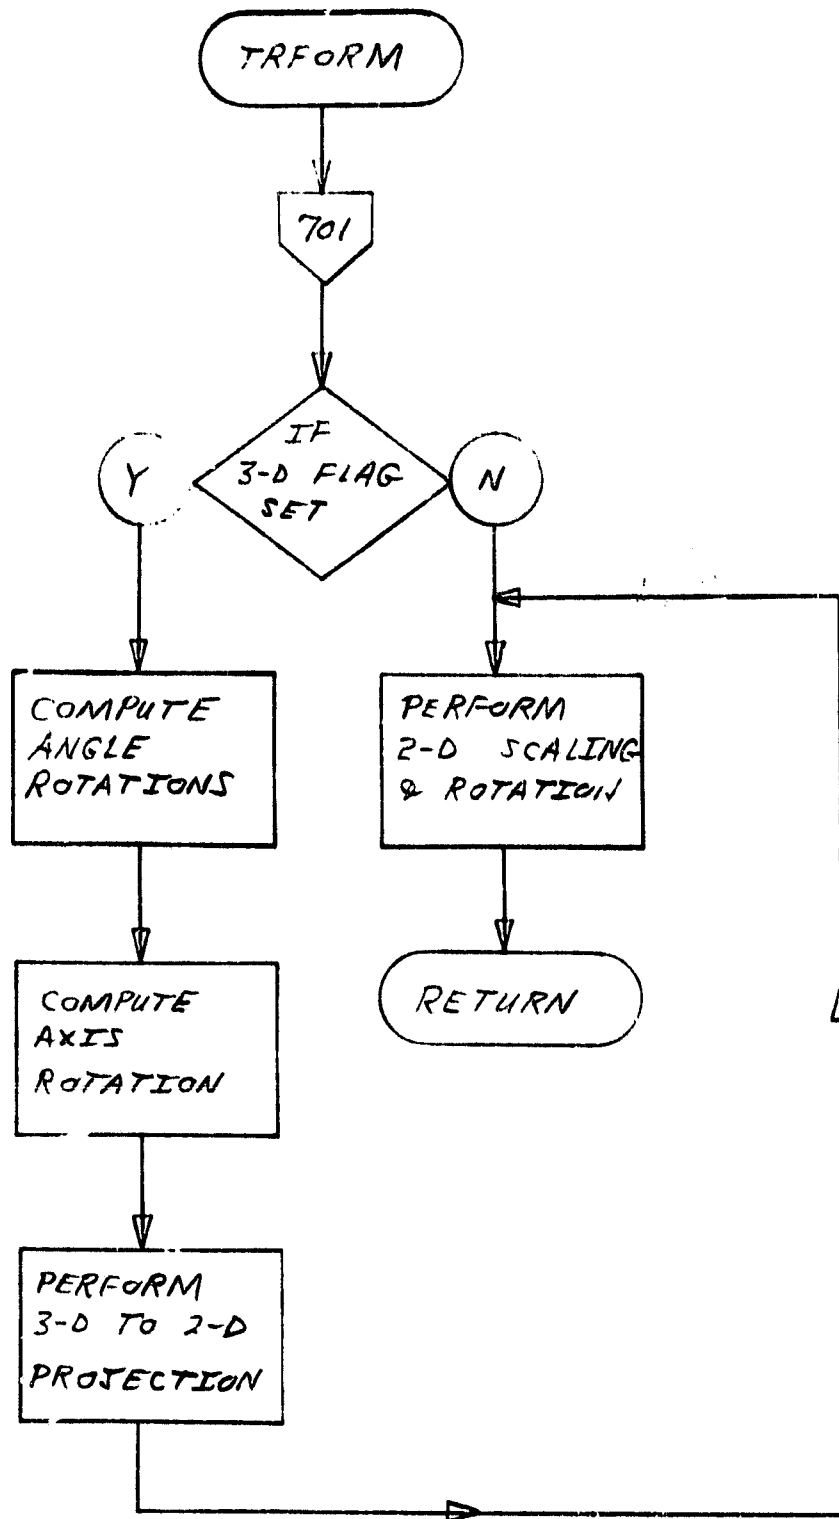 TRFORM
701
IF
3-D FLAG
SET
Y
N
COMPUTE
ANGLE
ROTATIONS
PERFORM
2-D SCALING
& ROTATION
COMPUTE
AXIS
ROTATION
RETURN
PERFORM
3-D TO 2-D
PROJECTION